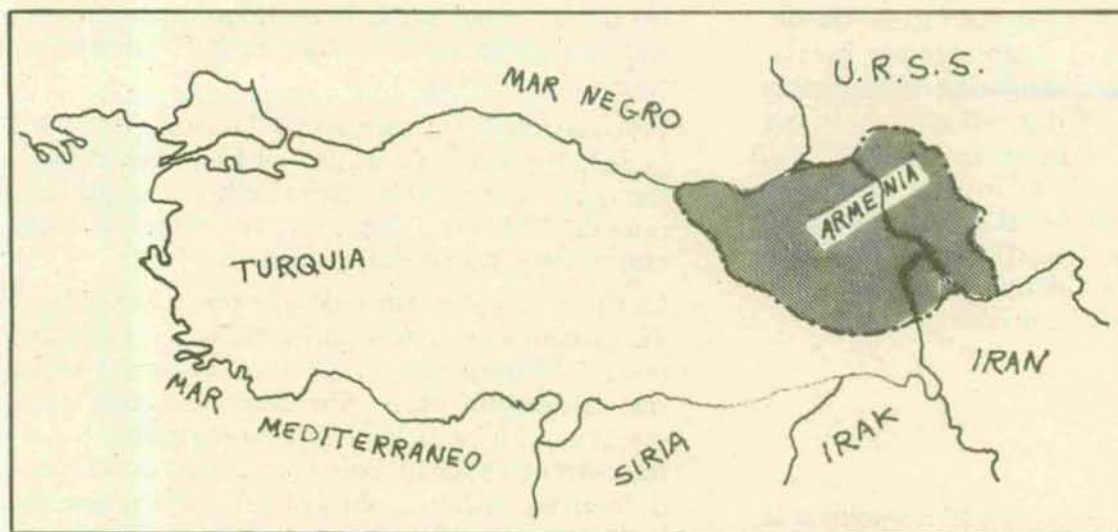 MAR NEGRO
U.R.S.S.
ARMENIA
TURQUIA
IRAN
MAR
MEDITERRANEO
SIRIA
IRAK